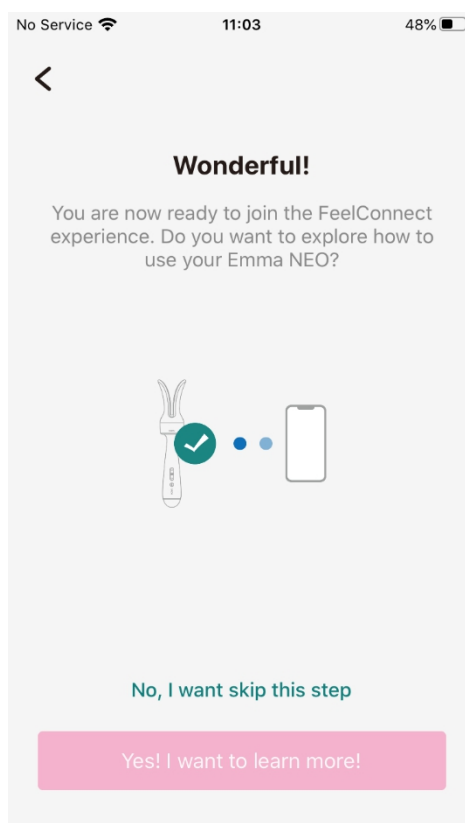 No Service 11:03 48%
Wonderful!
You are now ready to join the FeelConnect
experience. Do you want to explore how to
use your Emma NEO?
No, I want skip this step
Yes! I want to learn more!